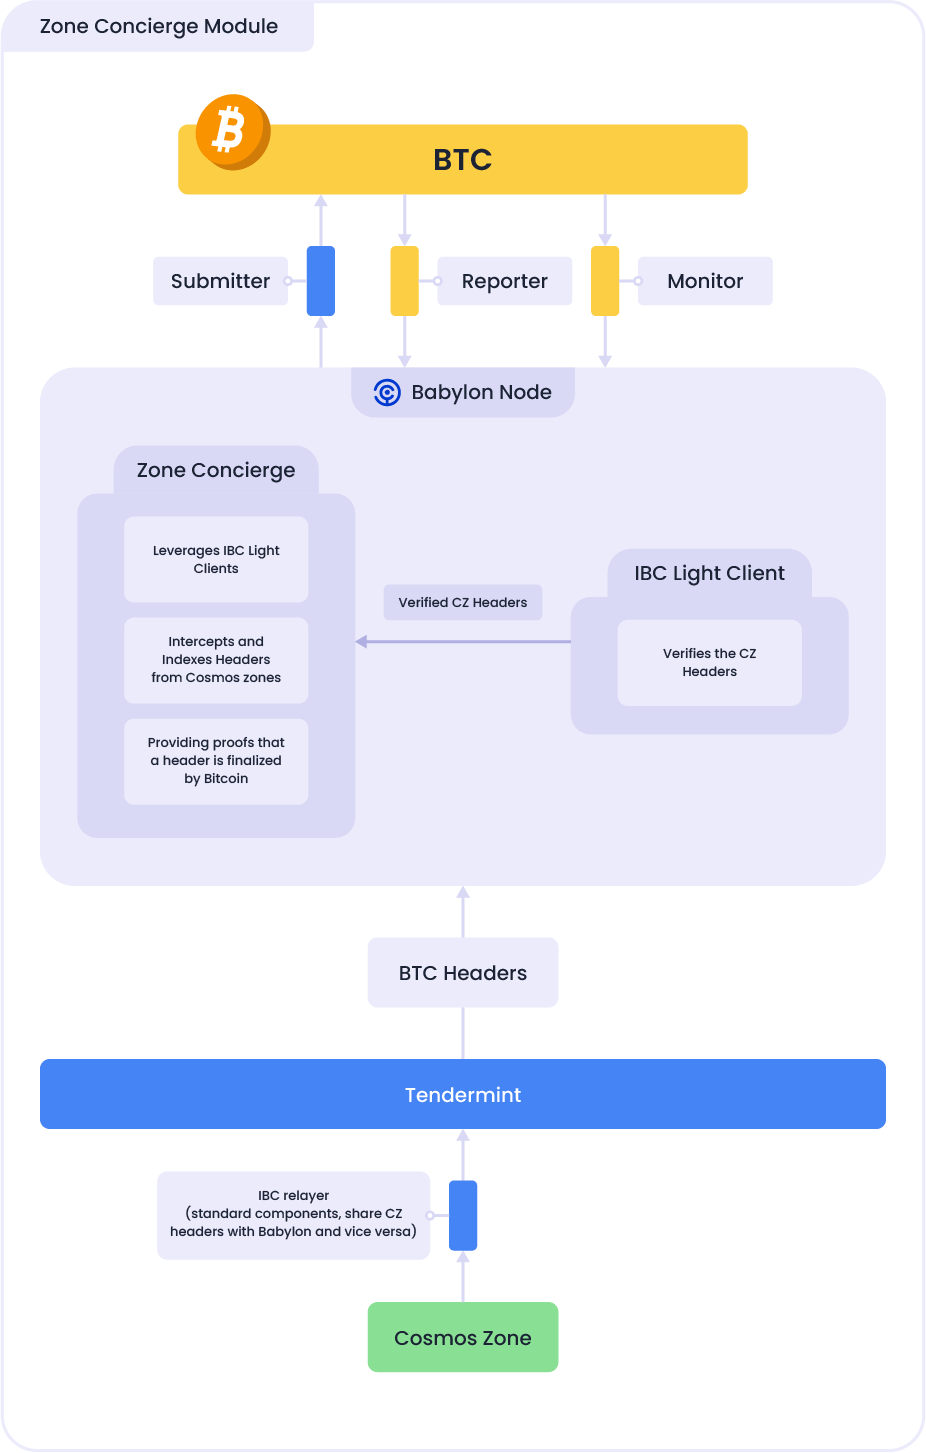 Zone Concierge Module
BTC
Submitter
Reporter
Monitor
Babylon Node
Zone Concierge
Leverages IBC Light
Clients
Intercepts and
Indexes Headers
from Cosmos zones
Providing proofs that
a header is finalized
by Bitcoin
Verified CZ Headers
IBC Light Client
Verifies the CZ
Headers
BTC Headers
Tendermint
IBC relayer
(standard components, share CZ
headers with Babylon and vice versa)
Cosmos Zone